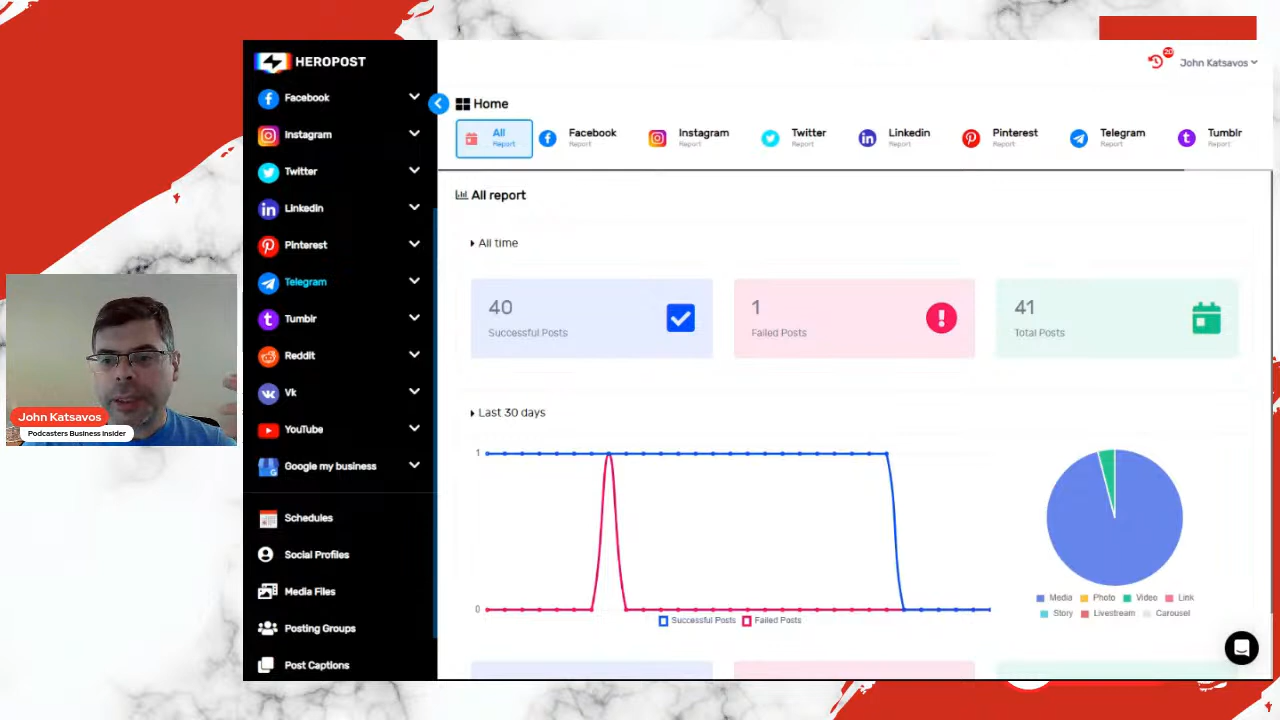 HEROPOST
Facebook
Instagram
Twitter
Linkedin
Pinterest
Telegram
Tumblr
Reddit
Vk
YouTube
Google my business
Schedules
Social Profiles
Media Files
Posting Groups
Post Captions
20
John Katsavos
Home
All
Report
Facebook
Report
Instagram
Report
Twitter
Report
Linkedin
Report
Pinterest
Report
Telegram
Report
Tumblr
Report
All report
All time
40
Successful Posts
1
Failed Posts
41
Total Posts
Last 30 days
1
0
Successful Posts Failed Posts
Media Photo Video Link
Story Livestream Carousel
John Katsavos
Podcasters Business Insider